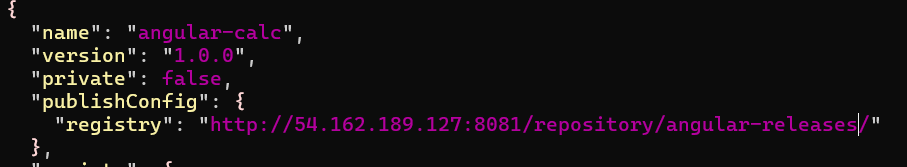 {
"name": "angular-calc",
"version": "1.0.0",
"private": false,
"publishConfig": {
"registry": "http://54.162.189.127:8081/repository/angular-releases/"
},